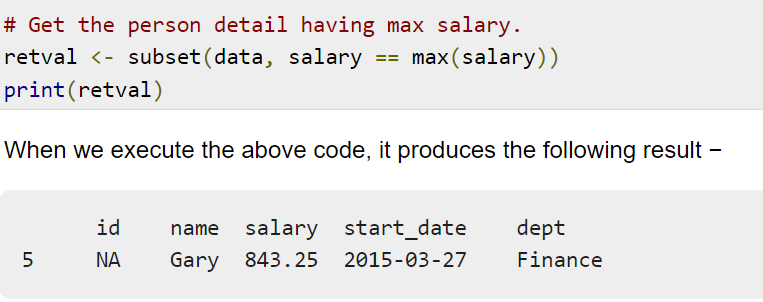 # Get the person detail having max salary.
retval <- subset(data, salary == max(salary))
print(retval)
When we execute the above code, it produces the following result −
id name salary start_date dept
5 NA Gary 843.25 2015-03-27 Finance